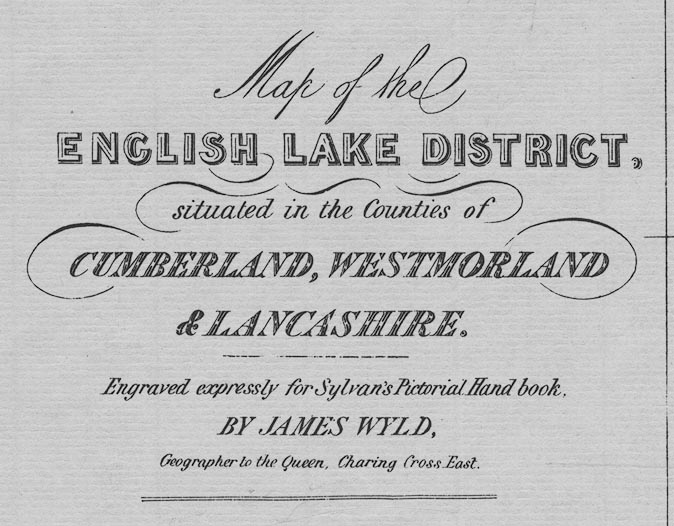 Map of the
ENGLISH LAKE DISTRICT,
situated in the Counties of
CUMBERLAND, WESTMORLAND
& LANCASHIRE.
Engraved expressly for Sylvan's Pictorial Hand book,
BY JAMES WYLD,
Geographer to the Queen, Charing Cross East.